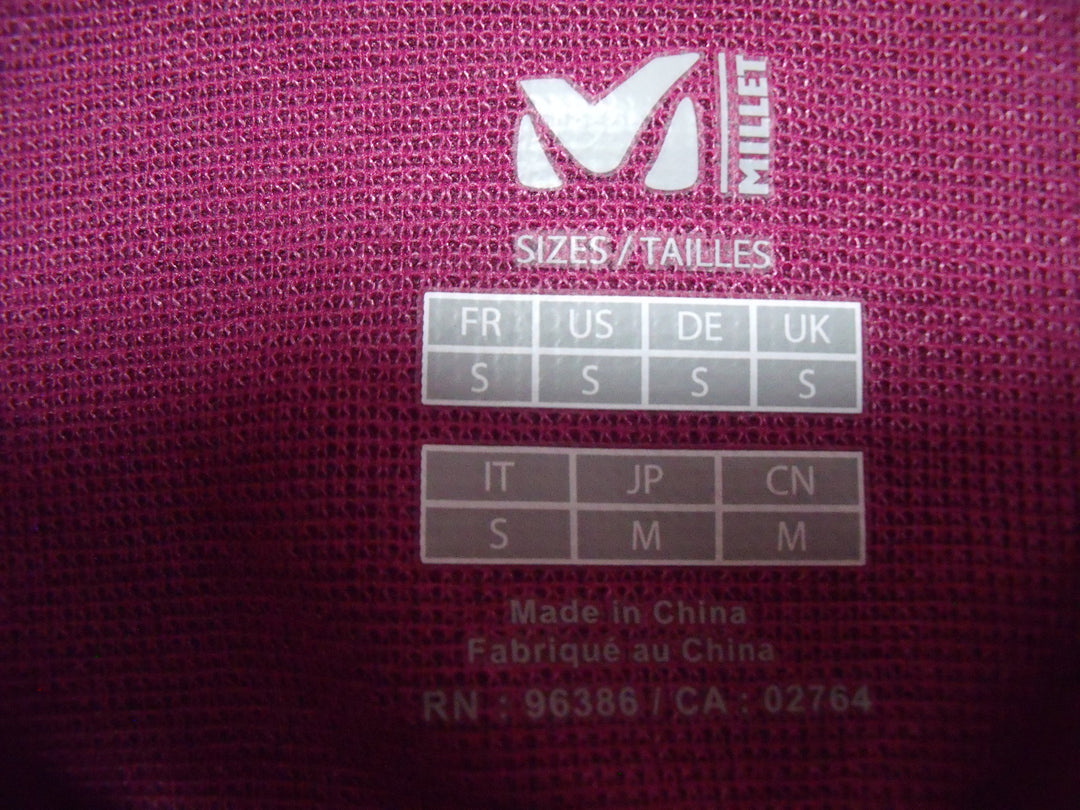 MILLET
SIZES / TAILLES
FR US DE UK
S S S S
IT JP CN
S M M
Made in China
Fabriqué au China
RN : 96386 / CA : 02764